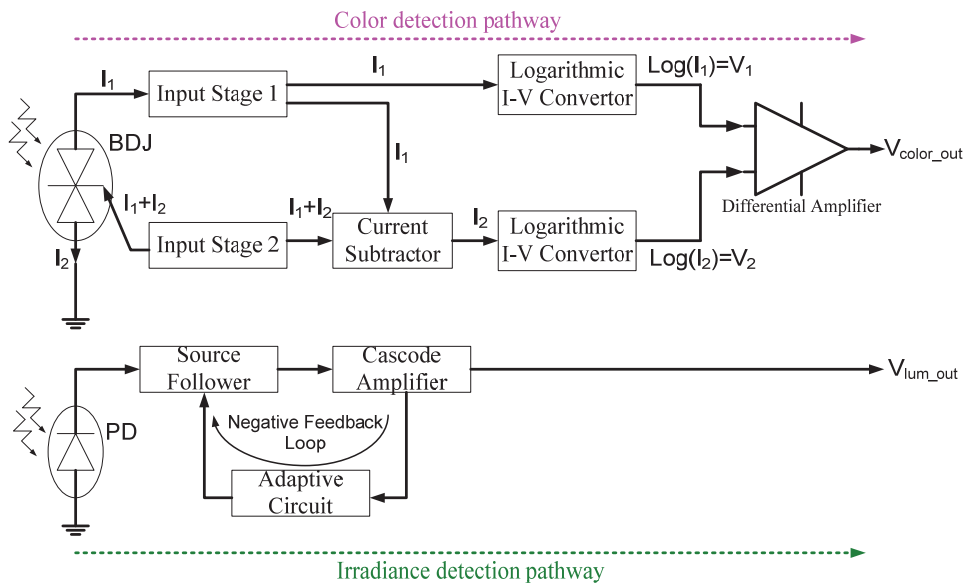 Color detection pathway
I₁
Input Stage 1
I₁
Logarithmic
I-V Convertor
Log(I₁)=V₁
BDJ
I₁
V_color_out
I₁+I₂
Input Stage 2
I₁+I₂
Current
Subtractor
I₂
Logarithmic
I-V Convertor
Differential Amplifier
I₂
Log(I₂)=V₂
Source
Follower
Cascode
Amplifier
V_lum_out
PD
Negative Feedback
Loop
Adaptive
Circuit
Irradiance detection pathway